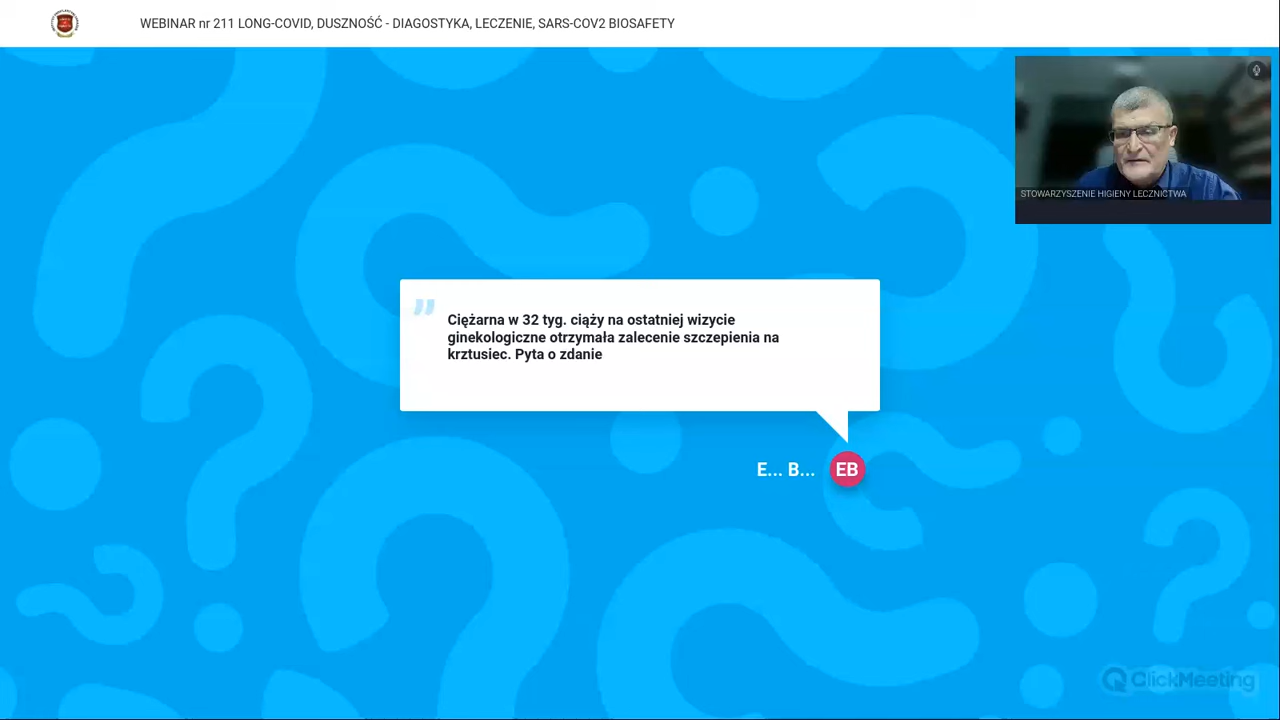 WEBINAR nr 211 LONG-COVID, DUSZNOŚĆ - DIAGOSTYKA, LECZENIE, SARS-COV2 BIOSAFETY
STOWARZYSZENIE HIGIENY LECZNICTWA
Ciężarna w 32 tyg. ciąży na ostatniej wizycie
ginekologiczne otrzymała zalecenie szczepienia na
krztusiec. Pyta o zdanie
E... B... EB
ClickMeeting